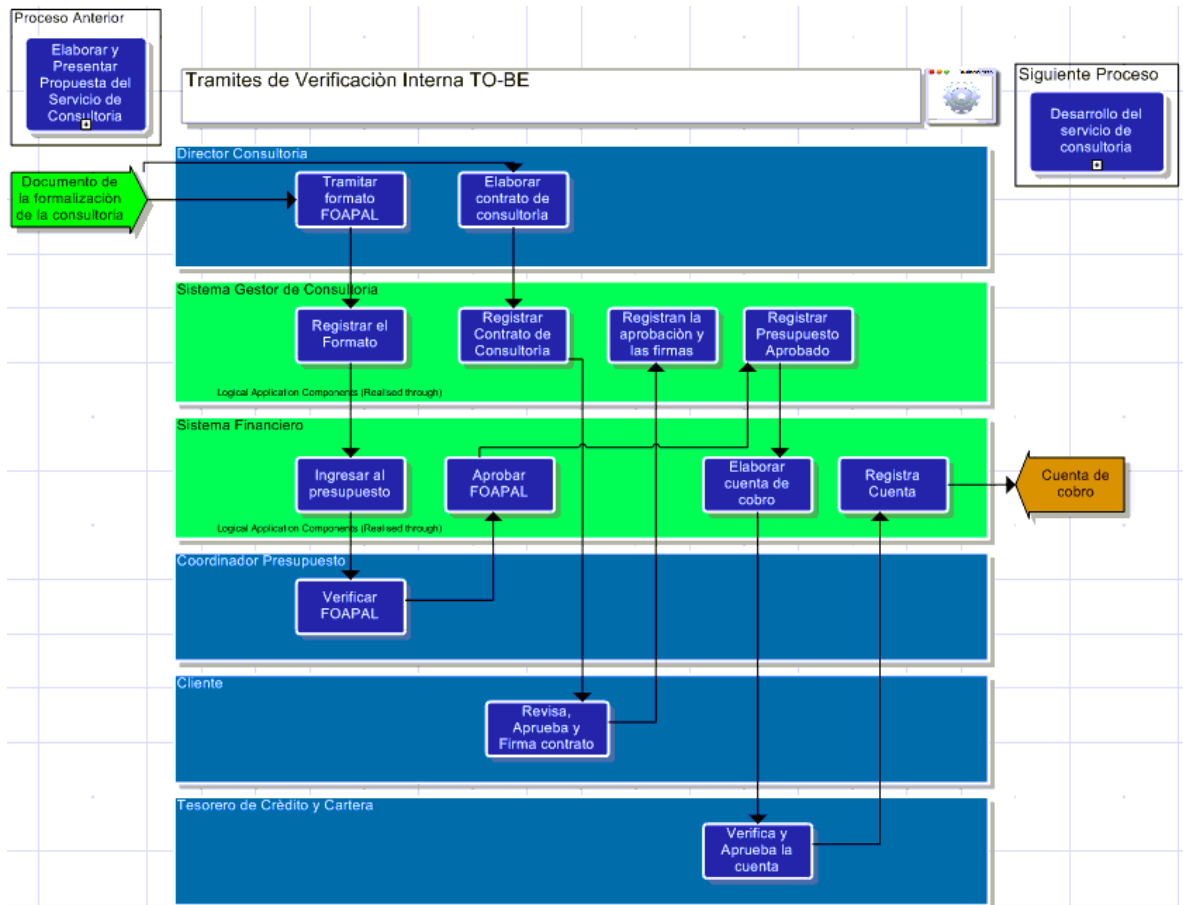 Proceso Anterior
Elaborar y
Presentar
Propuesta del
Servicio de
Consultoria
Tramites de Verificaciòn Interna TO-BE
Siguiente Proceso
Desarrollo del
servicio de
consultoria
Documento de
la formalizaciòn
de la consultoria
Director Consultoria
Tramitar
formato
FOAPAL
Elaborar
contrato de
consultorìa
Sistema Gestor de Consultoria
Registrar el
Formato
Registrar
Contrato de
Consultorìa
Registran la
aprobaciòn y
las firmas
Registrar
Presupuesto
Aprobado
Logical Application Components (Realised through)
Sistema Financiero
Ingresar al
presupuesto
Aprobar
FOAPAL
Elaborar
cuenta de
cobro
Registra
Cuenta
Cuenta de
cobro
Logical Application Components (Realised through)
Coordinador Presupuesto
Verificar
FOAPAL
Cliente
Revisa,
Aprueba y
Firma contrato
Tesorero de Crèdito y Cartera
Verifica y
Aprueba la
cuenta